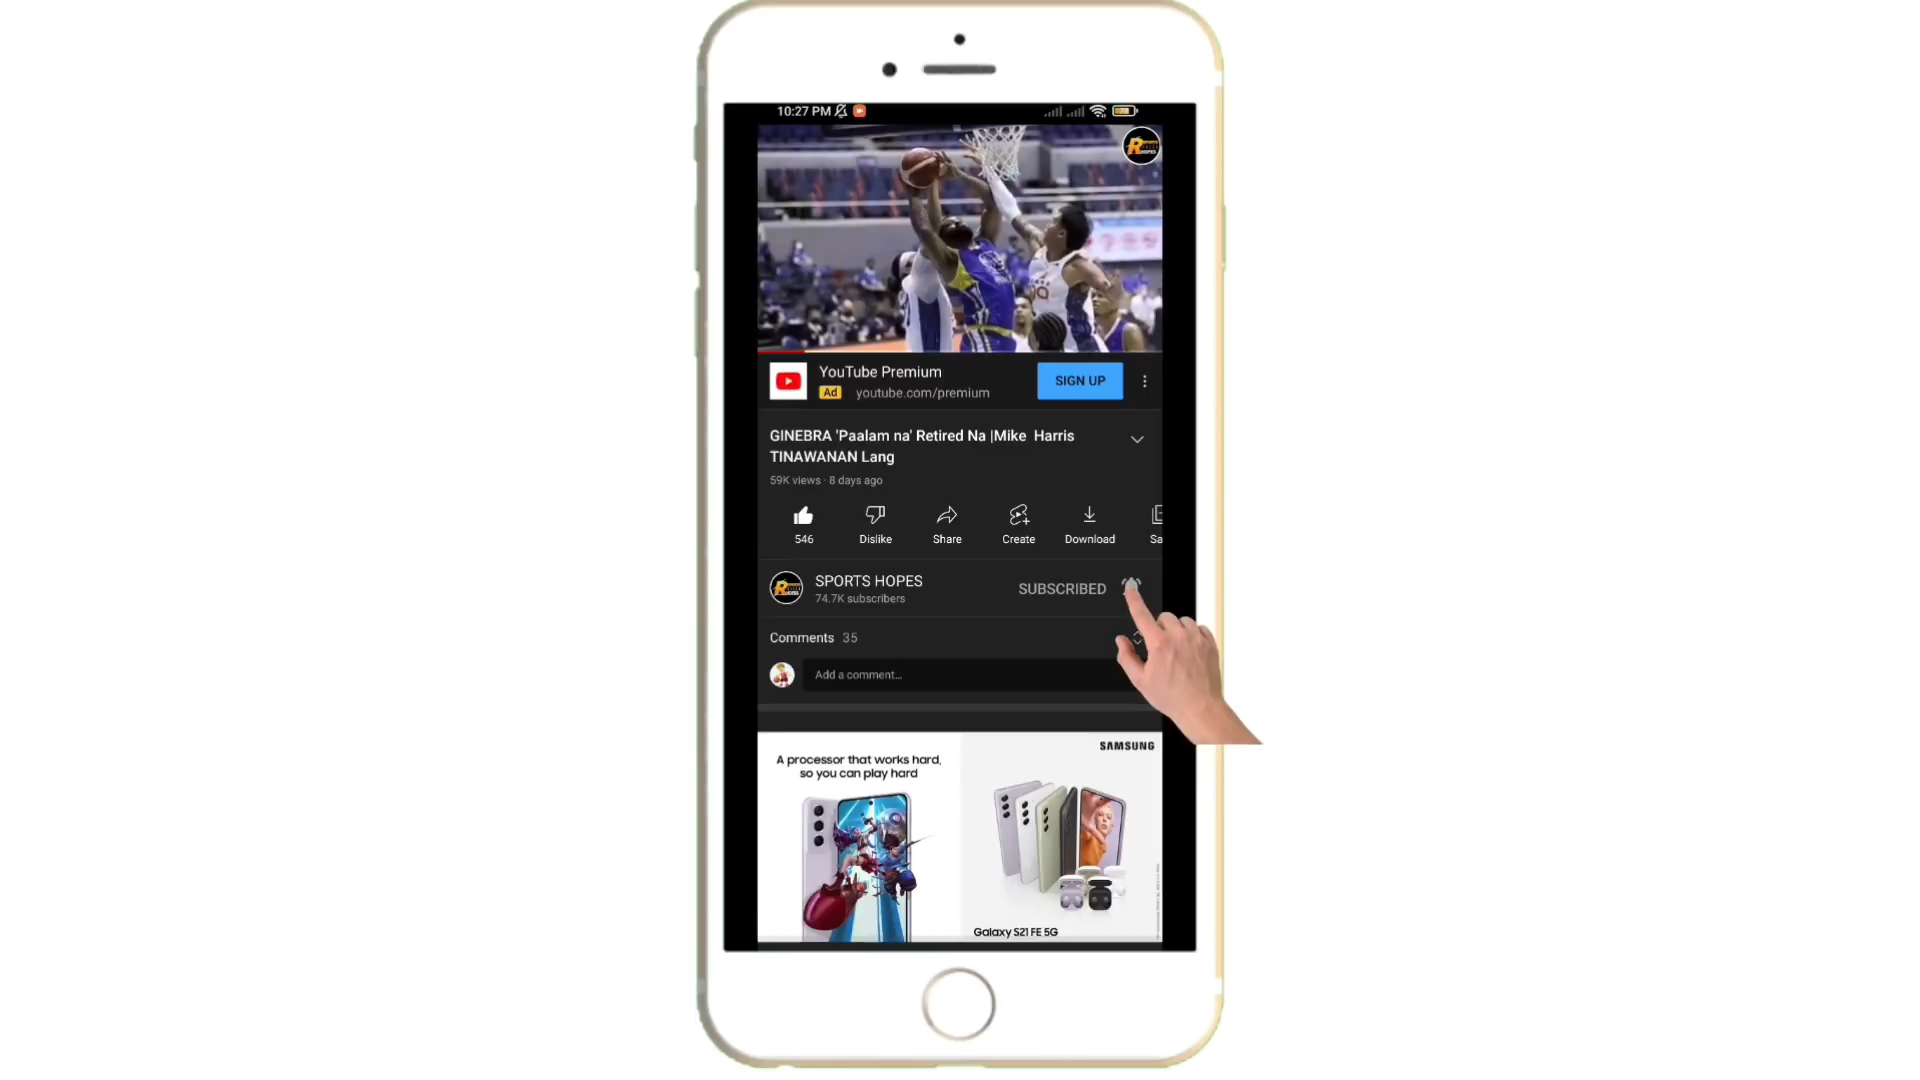 10:27 PM
YouTube Premium
Ad youtube.com/premium
SIGN UP
GINEBRA 'Paalam na' Retired Na |Mike Harris
TINAWANAN Lang
59K views · 8 days ago
546
Dislike
Share
Create
Download
Sa
SPORTS HOPES
74.7K subscribers
SUBSCRIBED
Comments 35
Add a comment...
A processor that works hard,
so you can play hard
SAMSUNG
Galaxy S21 FE 5G